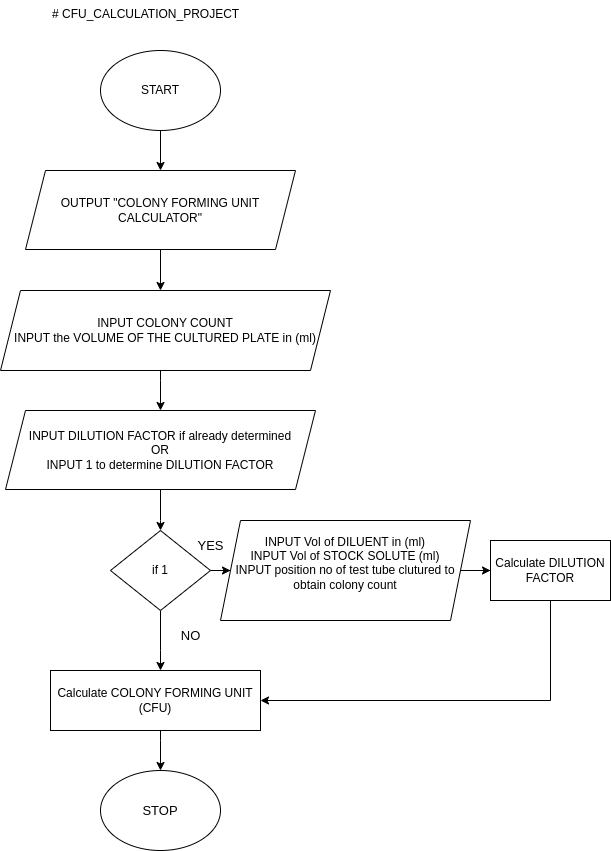 # CFU_CALCULATION_PROJECT
START
OUTPUT "COLONY FORMING UNIT
CALCULATOR"
INPUT COLONY COUNT
INPUT the VOLUME OF THE CULTURED PLATE in (ml)
INPUT DILUTION FACTOR if already determined
OR
INPUT 1 to determine DILUTION FACTOR
if 1
YES
INPUT Vol of DILUENT in (ml)
INPUT Vol of STOCK SOLUTE (ml)
INPUT position no of test tube clutured to
obtain colony count
Calculate DILUTION
FACTOR
NO
Calculate COLONY FORMING UNIT
(CFU)
STOP